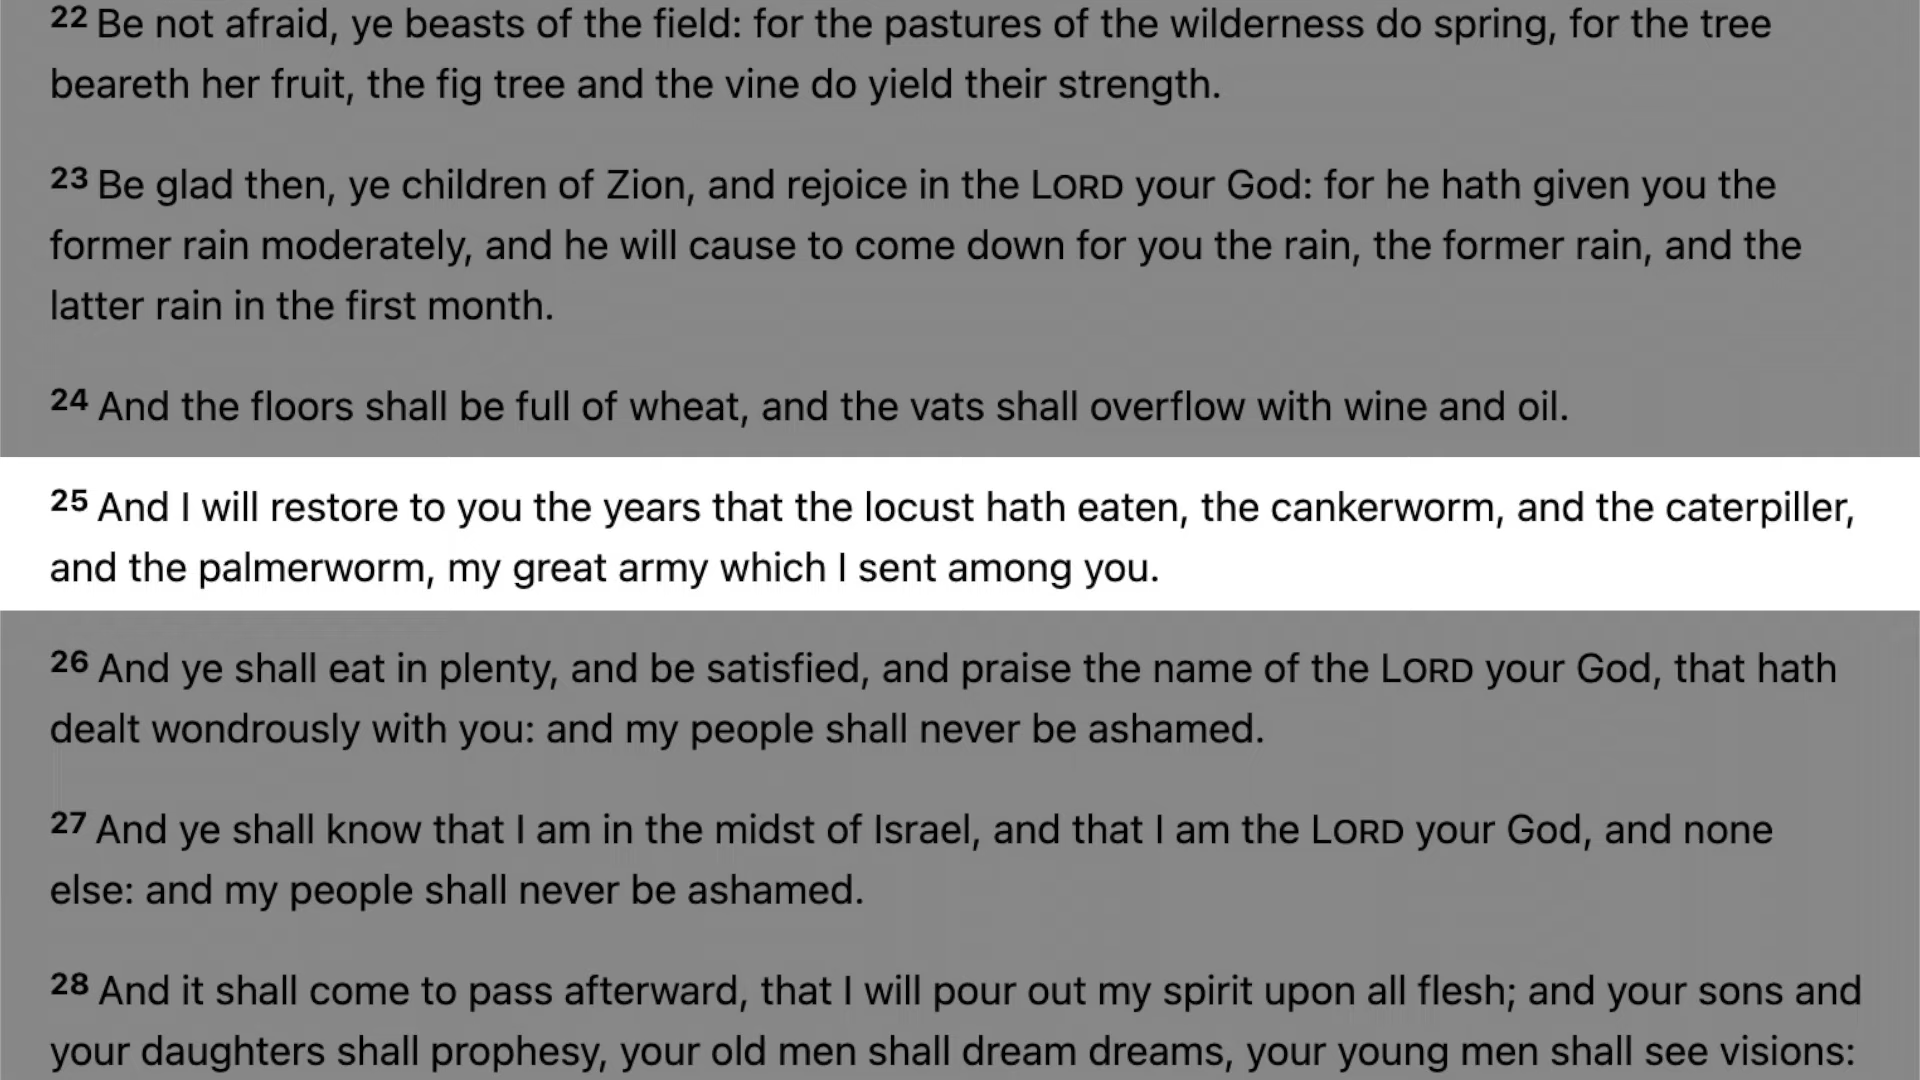 22 Be not afraid, ye beasts of the field: for the pastures of the wilderness do spring, for the tree
beareth her fruit, the fig tree and the vine do yield their strength.
23 Be glad then, ye children of Zion, and rejoice in the LORD your God: for he hath given you the
former rain moderately, and he will cause to come down for you the rain, the former rain, and the
latter rain in the first month.
24 And the floors shall be full of wheat, and the vats shall overflow with wine and oil.
25 And I will restore to you the years that the locust hath eaten, the cankerworm, and the caterpiller,
and the palmerworm, my great army which I sent among you.
26 And ye shall eat in plenty, and be satisfied, and praise the name of the LORD your God, that hath
dealt wondrously with you: and my people shall never be ashamed.
27 And ye shall know that I am in the midst of Israel, and that I am the LORD your God, and none
else: and my people shall never be ashamed.
28 And it shall come to pass afterward, that I will pour out my spirit upon all flesh; and your sons and
your daughters shall prophesy, your old men shall dream dreams, your young men shall see visions: